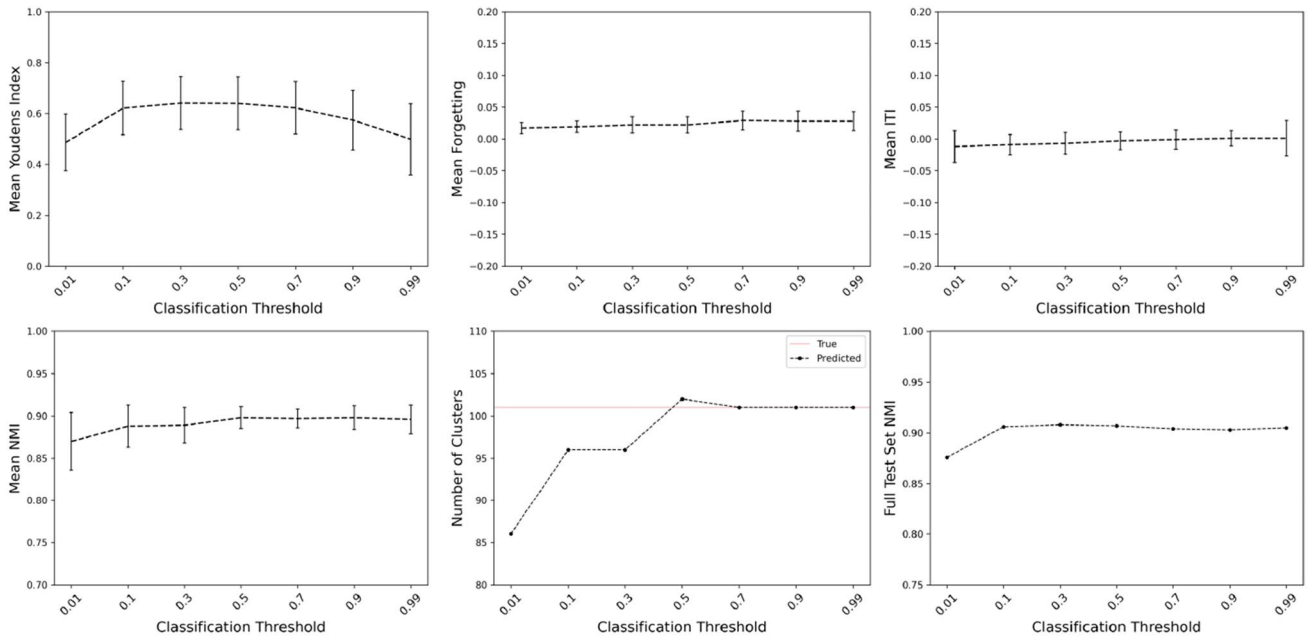 Mean Youdens Index
1.0
0.8
0.6
0.4
0.2
0.0
0.01 0.1 0.3 0.5 0.7 0.9 0.99
Classification Threshold
Mean Forgetting
0.20
0.15
0.10
0.05
0.00
−0.05
−0.10
−0.15
−0.20
0.01 0.1 0.3 0.5 0.7 0.9 0.99
Classification Threshold
Mean ITI
0.20
0.15
0.10
0.05
0.00
−0.05
−0.10
−0.15
−0.20
0.01 0.1 0.3 0.5 0.7 0.9 0.99
Classification Threshold
Mean NMI
1.00
0.95
0.90
0.85
0.80
0.75
0.70
0.01 0.1 0.3 0.5 0.7 0.9 0.99
Classification Threshold
Number of Clusters
110
105
100
95
90
85
80
True
Predicted
0.01 0.1 0.3 0.5 0.7 0.9 0.99
Classification Threshold
Full Test Set NMI
1.00
0.95
0.90
0.85
0.80
0.75
0.01 0.1 0.3 0.5 0.7 0.9 0.99
Classification Threshold